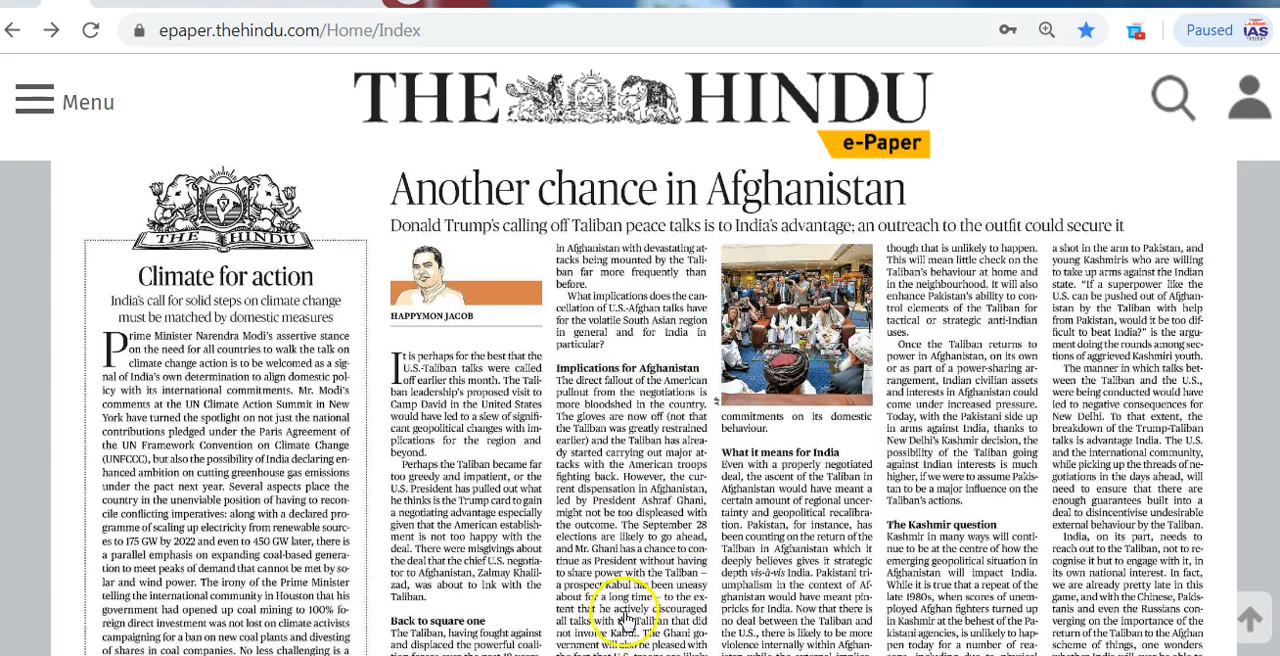 epaper.thehindu.com/Home/Index
Paused
IAS
Menu
THE HINDU
e-Paper
THE HINDU
Climate for action
India's call for solid steps on climate change
must be matched by domestic measures
Prime Minister Narendra Modi's assertive stance
on the need for all countries to walk the talk on
climate change action is to be welcomed as a sig-
nal of India's own determination to align domestic pol-
icy with its international commitments. Mr. Modi's
comments at the UN Climate Action Summit in New
York have turned the spotlight on not just the national
contributions pledged under the Paris Agreement of
the UN Framework Convention on Climate Change
(UNFCCC), but also the possibility of India declaring en-
hanced ambition on cutting greenhouse gas emissions
under the pact next year. Several aspects place the
country in the unenviable position of having to recon-
cile conflicting imperatives: along with a declared pro-
gramme of scaling up electricity from renewable sourc-
es to 175 GW by 2022 and even to 450 GW later, there is
a parallel emphasis on expanding coal-based genera-
tion to meet peaks of demand that cannot be met by so-
lar and wind power. The irony of the Prime Minister
telling the international community in Houston that his
government had opened up coal mining to 100% fo-
reign direct investment was not lost on climate activists
campaigning for a ban on new coal plants and divesting
of shares in coal companies. No less challenging is a
Another chance in Afghanistan
Donald Trump's calling off Taliban peace talks is to India's advantage; an outreach to the outfit could secure it
HAPPYMON JACOB
It is perhaps for the best that the
U.S.-Taliban talks were called
off earlier this month. The Tali-
ban leadership's proposed visit to
Camp David in the United States
would have led to a slew of signifi-
cant geopolitical changes with im-
plications for the region and
beyond.
Perhaps the Taliban became far
too greedy and impatient, or the
U.S. President has pulled out what
he thinks is the Trump card to gain
a negotiating advantage especially
given that the American establish-
ment is not too happy with the
deal. There were misgivings about
the deal that the chief U.S. negotia-
tor to Afghanistan, Zalmay Khalil-
zad, was about to ink with the
Taliban.
Back to square one
The Taliban, having fought against
and displaced the powerful coali-
in Afghanistan with devastating at-
tacks being mounted by the Tali-
ban far more frequently than
before.
What implications does the can-
cellation of U.S.-Afghan talks have
for the volatile South Asian region
in general and for India in
particular?
Implications for Afghanistan
The direct fallout of the American
pullout from the negotiations is
more bloodshed in the country.
The gloves are now off (not that
the Taliban was greatly restrained
earlier) and the Taliban has alrea-
dy started carrying out major at-
tacks with the American troops
fighting back. However, the cur-
rent dispensation in Afghanistan,
led by President Ashraf Ghani,
might not be too displeased with
the outcome. The September 28
elections are likely to go ahead,
and Mr. Ghani has a chance to con-
tinue as President without having
to share power with the Taliban –
a prospect Kabul has been uneasy
about for a long time – to the ex-
tent that he actively discouraged
all talks with the Taliban that did
not involve Kabul. The Ghani go-
vernment will also be pleased with
AP
commitments on its domestic
behaviour.
What it means for India
Even with a properly negotiated
deal, the ascent of the Taliban in
Afghanistan would have meant a
certain amount of regional uncer-
tainty and geopolitical recalibra-
tion. Pakistan, for instance, has
been counting on the return of the
Taliban in Afghanistan which it
deeply believes gives it strategic
depth vis-à-vis India. Pakistani tri-
umphalism in the context of Af-
ghanistan would have meant pin-
pricks for India. Now that there is
no deal between the Taliban and
the U.S., there is likely to be more
violence internally within Afghan-
though that is unlikely to happen.
This will mean little check on the
Taliban's behaviour at home and
in the neighbourhood. It will also
enhance Pakistan's ability to con-
trol elements of the Taliban for
tactical or strategic anti-Indian
uses.
Once the Taliban returns to
power in Afghanistan, on its own
or as part of a power-sharing ar-
rangement, Indian civilian assets
and interests in Afghanistan could
come under increased pressure.
Today, with the Pakistani side up
in arms against India, thanks to
New Delhi's Kashmir decision, the
possibility of the Taliban going
against Indian interests is much
higher, if we were to assume Pakis-
tan to be a major influence on the
Taliban's actions.
The Kashmir question
Kashmir in many ways will conti-
nue to be at the centre of how the
emerging geopolitical situation in
Afghanistan will impact India.
While it is true that a repeat of the
late 1980s, when scores of unem-
ployed Afghan fighters turned up
in Kashmir at the behest of the Pa-
kistani agencies, is unlikely to hap-
pen today for a number of rea-
a shot in the arm to Pakistan, and
young Kashmiris who are willing
to take up arms against the Indian
state. "If a superpower like the
U.S. can be pushed out of Afghan-
istan by the Taliban with help
from Pakistan, would it be too dif-
ficult to beat India?" is the argu-
ment doing the rounds among sec-
tions of aggrieved Kashmiri youth.
The manner in which talks bet-
ween the Taliban and the U.S.,
were being conducted would have
led to negative consequences for
New Delhi. To that extent, the
breakdown of the Trump-Taliban
talks is advantage India. The U.S.
and the international community,
while picking up the threads of ne-
gotiations in the days ahead, will
need to ensure that there are
enough guarantees built into a
deal to disincentivise undesirable
external behaviour by the Taliban.
India, on its part, needs to
reach out to the Taliban, not to re-
cognise it but to engage with it, in
its own national interest. In fact,
we are already pretty late in this
game, and with the Chinese, Pakis-
tanis and even the Russians con-
verging on the importance of the
return of the Taliban to the Afghan
scheme of things, one wonders